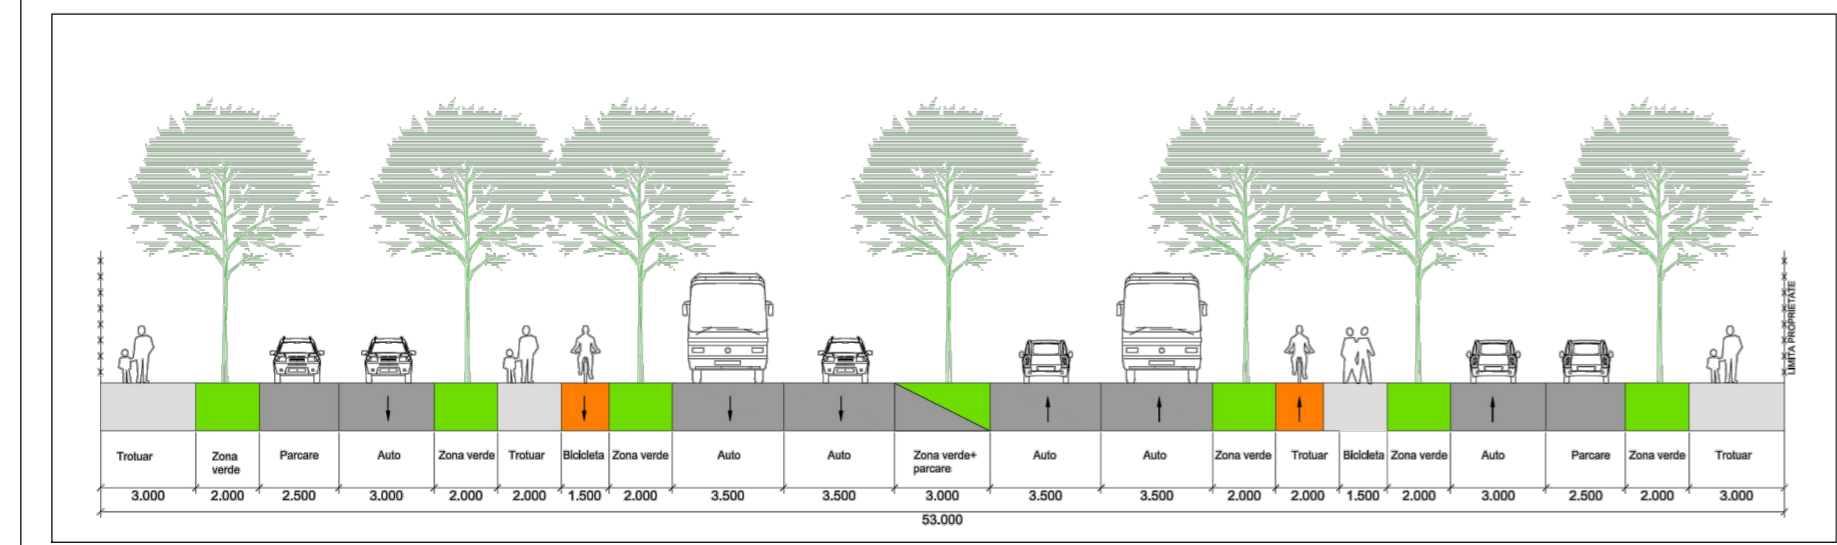 LIMITA PROPRIETATE
Trotuar
Zona
verde
Parcare
Auto
Zona verde
Trotuar
Bicicleta
Zona verde
Auto
Auto
Zona verde+
parcare
Auto
Auto
Zona verde
Trotuar
Bicicleta
Zona verde
Auto
Parcare
Zona verde
Trotuar
3.000 2.000 2.500 3.000 2.000 2.000 1.500 2.000 3.500 3.500 3.000 3.500 3.500 2.000 2.000 1.500 2.000 3.000 2.500 2.000 3.000
53.000